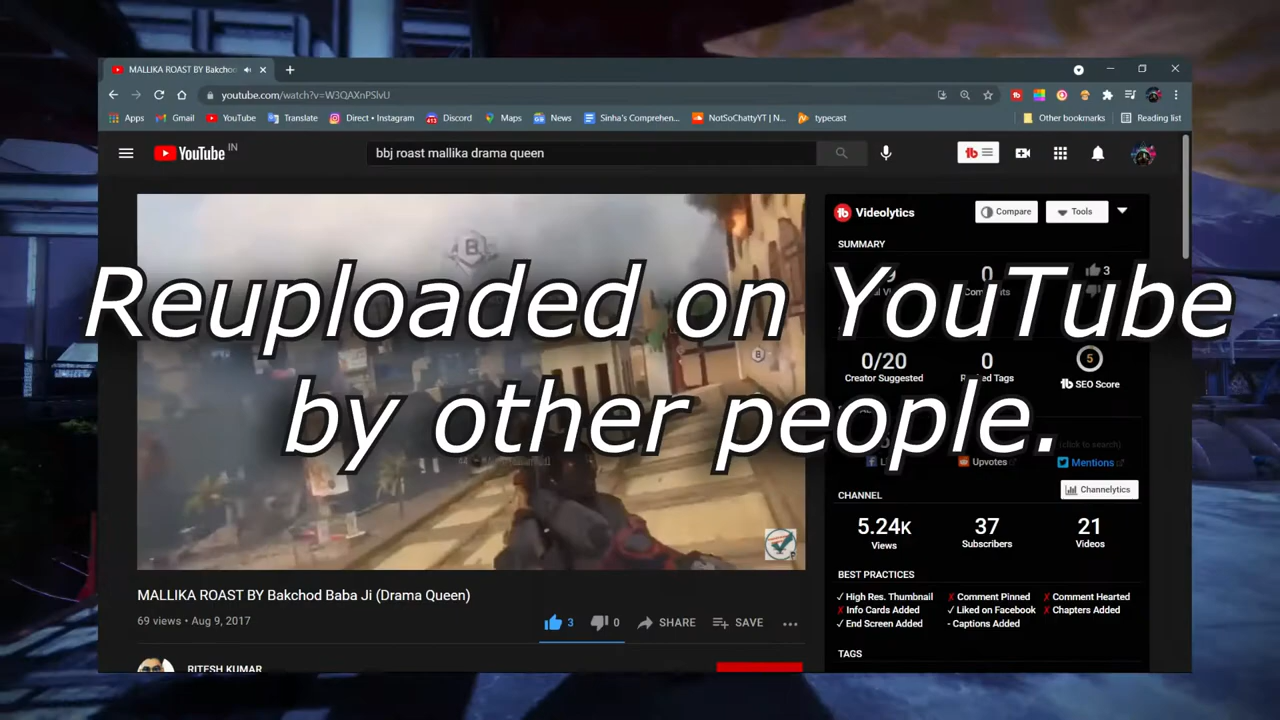 MALLIKA ROAST BY Bakchod
youtube.com/watch?v=W3QAXnPSlvU
Apps Gmail YouTube Translate Direct • Instagram Discord Maps News Sinha's Comprehen... NotSoChattyYT | N... typecast Other bookmarks Reading list
YouTube IN
bbj roast mallika drama queen
Videolytics Compare Tools
SUMMARY
0 3
Reuploaded on YouTube
by other people.
0/20 0 5
Creator Suggested Tags SEO Score
(click to search)
Upvotes Mentions
CHANNEL Channelytics
5.24K 37 21
Views Subscribers Videos
BEST PRACTICES
✓ High Res. Thumbnail ✗ Comment Pinned ✗ Comment Hearted
✗ Info Cards Added ✓ Liked on Facebook ✗ Chapters Added
✓ End Screen Added - Captions Added
TAGS
B
B
MALLIKA ROAST BY Bakchod Baba Ji (Drama Queen)
69 views • Aug 9, 2017 3 0 SHARE SAVE
RITESH KUMAR